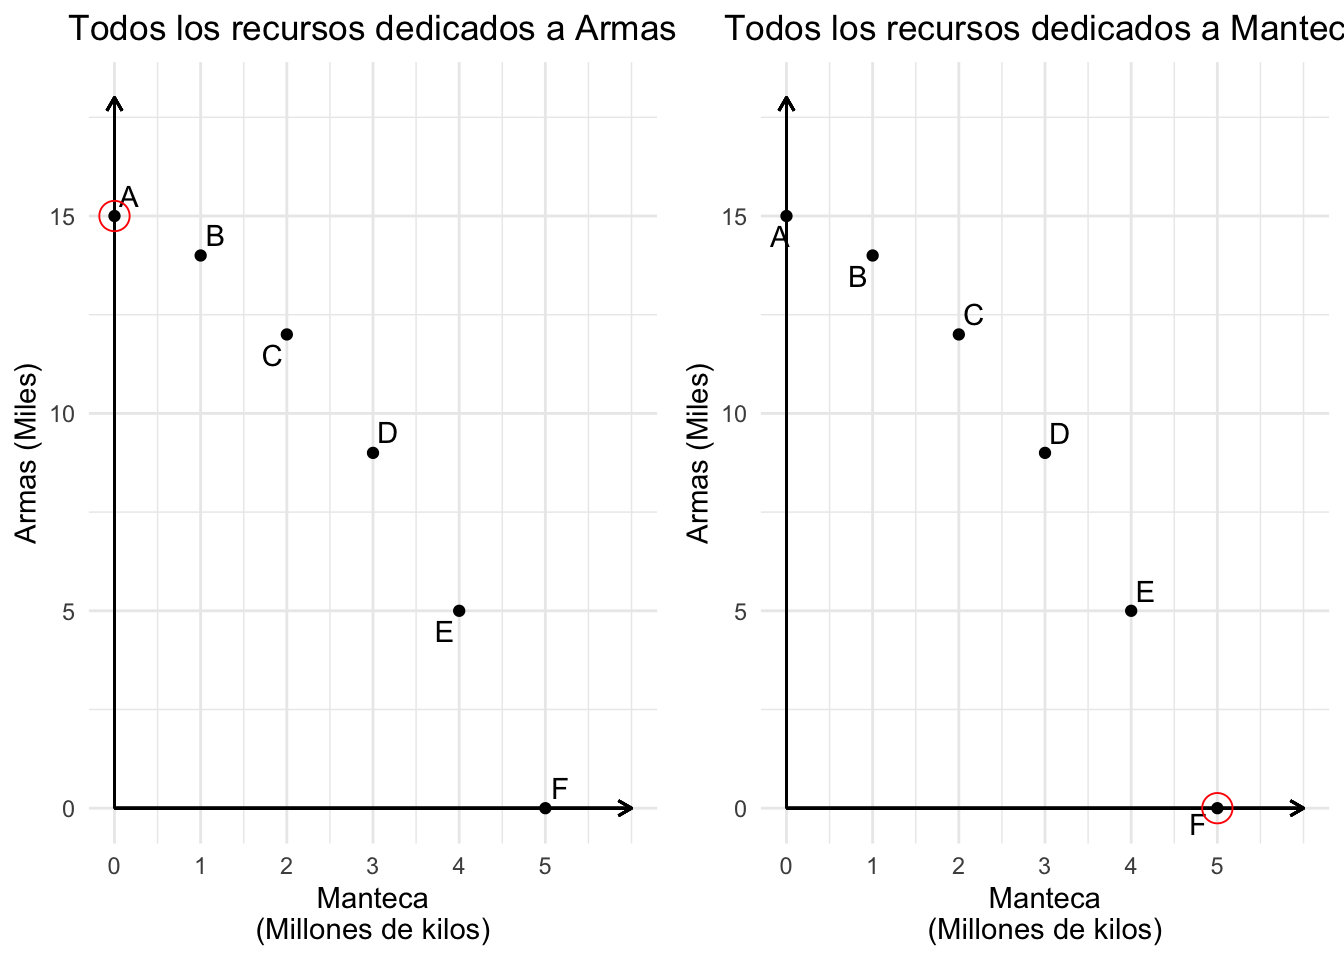 Todos los recursos dedicados a Armas
A
B
C
D
E
F
15
10
5
0
Armas (Miles)
0 1 2 3 4 5
Manteca
(Millones de kilos)
Todos los recursos dedicados a Mantec
A
B
C
D
E
F
15
10
5
0
Armas (Miles)
0 1 2 3 4 5
Manteca
(Millones de kilos)